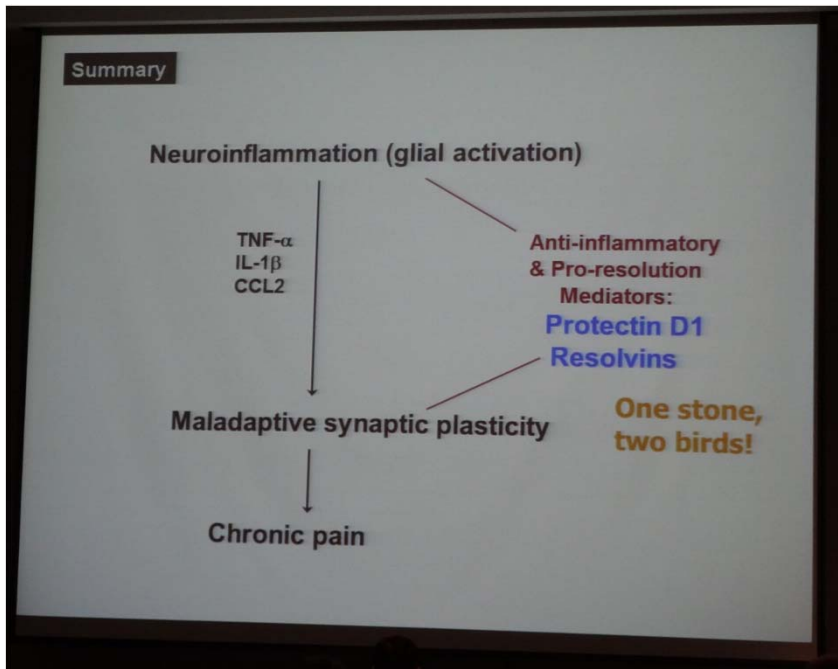 Summary
Neuroinflammation (glial activation)
TNF-α
IL-1β
CCL2
Anti-inflammatory
& Pro-resolution
Mediators:
Protectin D1
Resolvins
Maladaptive synaptic plasticity
One stone,
two birds!
Chronic pain